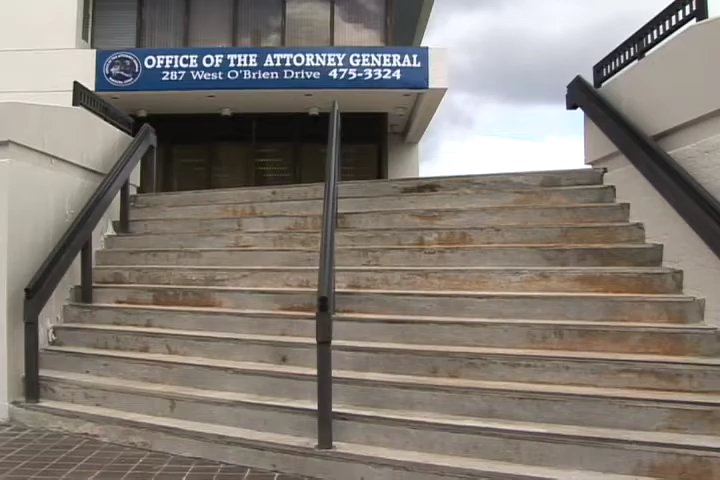 OFFICE OF THE ATTORNEY GENERAL
287 West O'Brien Drive 475-3324